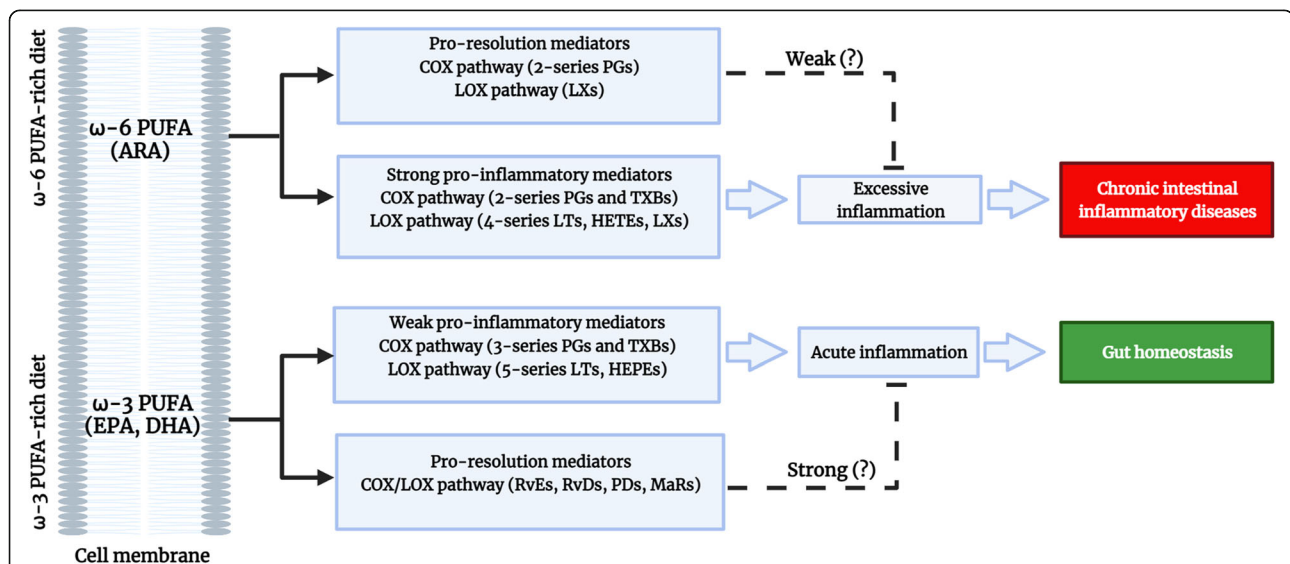 ω-6 PUFA-rich diet
ω-6 PUFA
(ARA)
Pro-resolution mediators
COX pathway (2-series PGs)
LOX pathway (LXs)
Weak (?)
Strong pro-inflammatory mediators
COX pathway (2-series PGs and TXBs)
LOX pathway (4-series LTs, HETEs, LXs)
Excessive
inflammation
Chronic intestinal
inflammatory diseases
ω-3 PUFA-rich diet
ω-3 PUFA
(EPA, DHA)
Weak pro-inflammatory mediators
COX pathway (3-series PGs and TXBs)
LOX pathway (5-series LTs, HEPEs)
Acute inflammation
Gut homeostasis
Pro-resolution mediators
COX/LOX pathway (RvEs, RvDs, PDs, MaRs)
Strong (?)
Cell membrane